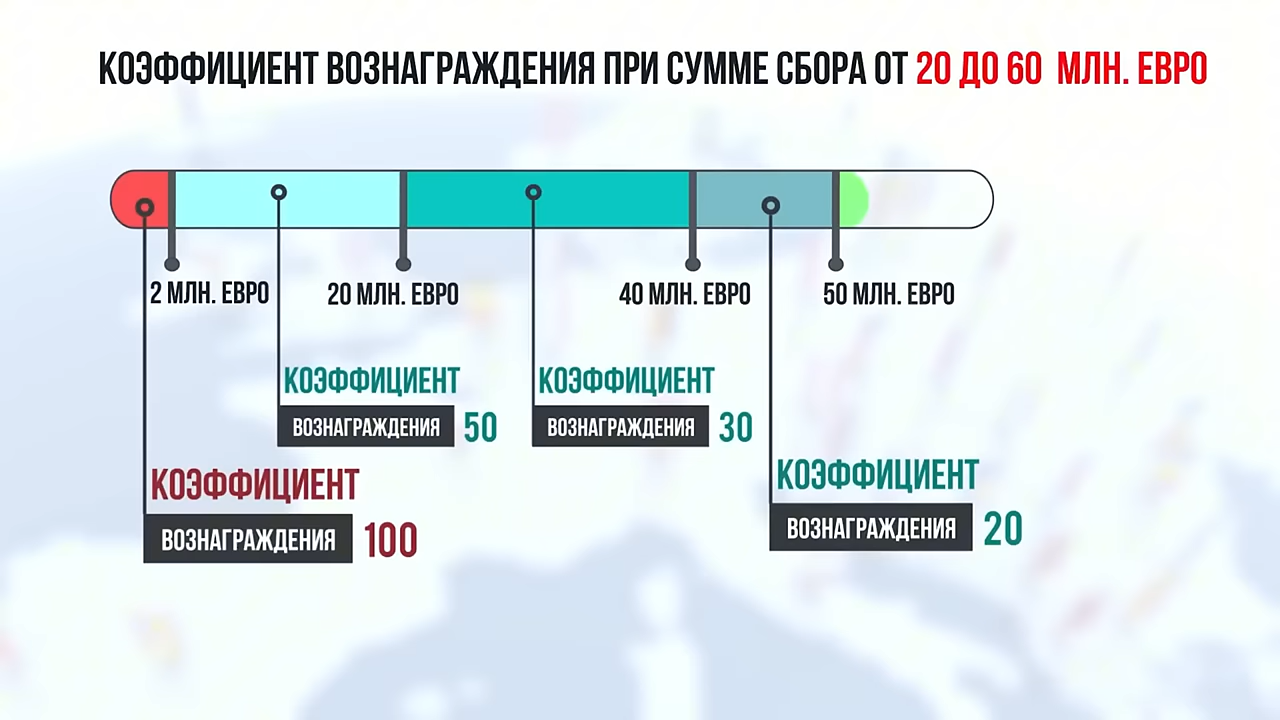 КОЭФФИЦИЕНТ ВОЗНАГРАЖДЕНИЯ ПРИ СУММЕ СБОРА ОТ 20 ДО 60 МЛН. ЕВРО
2 МЛН. ЕВРО
20 МЛН. ЕВРО
40 МЛН. ЕВРО
50 МЛН. ЕВРО
КОЭФФИЦИЕНТ
ВОЗНАГРАЖДЕНИЯ 50
КОЭФФИЦИЕНТ
ВОЗНАГРАЖДЕНИЯ 30
КОЭФФИЦИЕНТ
ВОЗНАГРАЖДЕНИЯ 100
КОЭФФИЦИЕНТ
ВОЗНАГРАЖДЕНИЯ 20